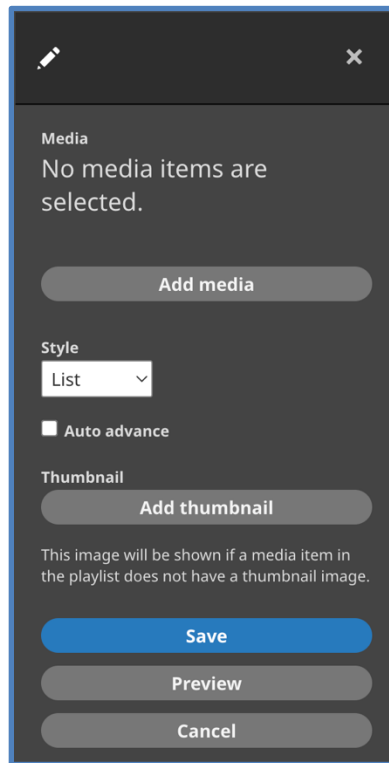 Media
No media items are
selected.
Add media
Style
List
Auto advance
Thumbnail
Add thumbnail
This image will be shown if a media item in
the playlist does not have a thumbnail image.
Save
Preview
Cancel